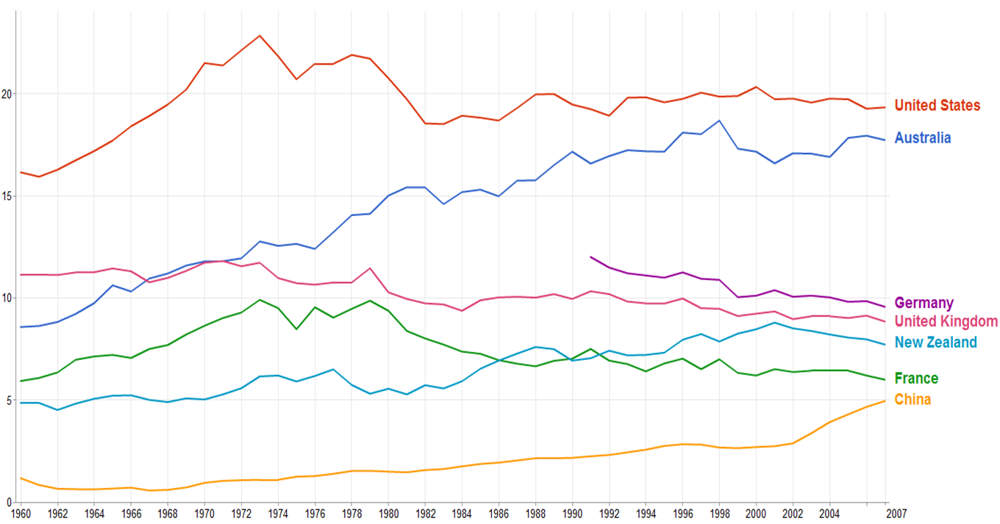 20
15
10
5
0
United States
Australia
Germany
United Kingdom
New Zealand
France
China
1960 1962 1964 1966 1968 1970 1972 1974 1976 1978 1980 1982 1984 1986 1988 1990 1992 1994 1996 1998 2000 2002 2004 2007